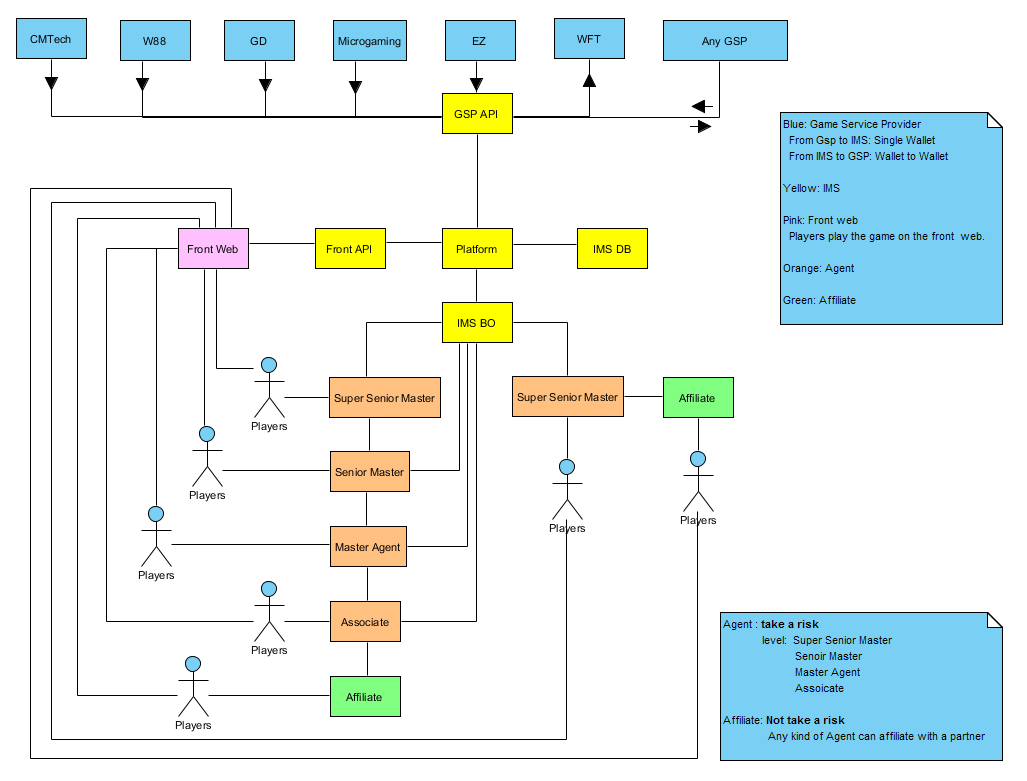 CMTech
W88
GD
Microgaming
EZ
WFT
Any GSP
GSP API
Blue: Game Service Provider
From Gsp to IMS: Single Wallet
From IMS to GSP: Wallet to Wallet
Yellow: IMS
Pink: Front web
Players play the game on the front web.
Orange: Agent
Green: Affiliate
Front Web
Front API
Platform
IMS DB
IMS BO
Super Senior Master
Super Senior Master
Affiliate
Players
Senior Master
Players
Players
Players
Master Agent
Players
Associate
Players
Affiliate
Players
Agent : take a risk
level: Super Senior Master
Senoir Master
Master Agent
Assoicate
Affiliate: Not take a risk
Any kind of Agent can affiliate with a partner